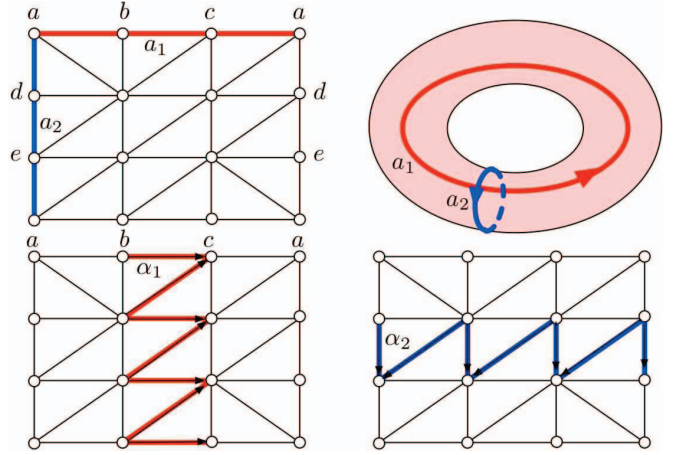 a b c a
a₁
d d
a₂
e e
a b c a
α₁
a₁
a₂
α₂